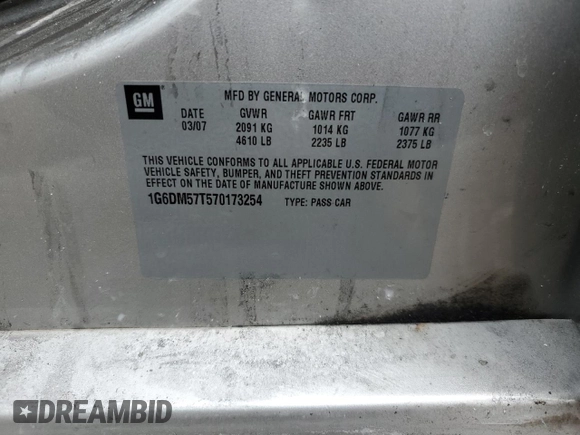 GM
MFD BY GENERAL MOTORS CORP.
DATE GVWR GAWR FRT GAWR RR
03/07 2091 KG 1014 KG 1077 KG
4610 LB 2235 LB 2375 LB
THIS VEHICLE CONFORMS TO ALL APPLICABLE U.S. FEDERAL MOTOR
VEHICLE SAFETY, BUMPER, AND THEFT PREVENTION STANDARDS IN
EFFECT ON THE DATE OF MANUFACTURE SHOWN ABOVE.
1G6DM57T570173254 TYPE: PASS CAR
DREAMBID